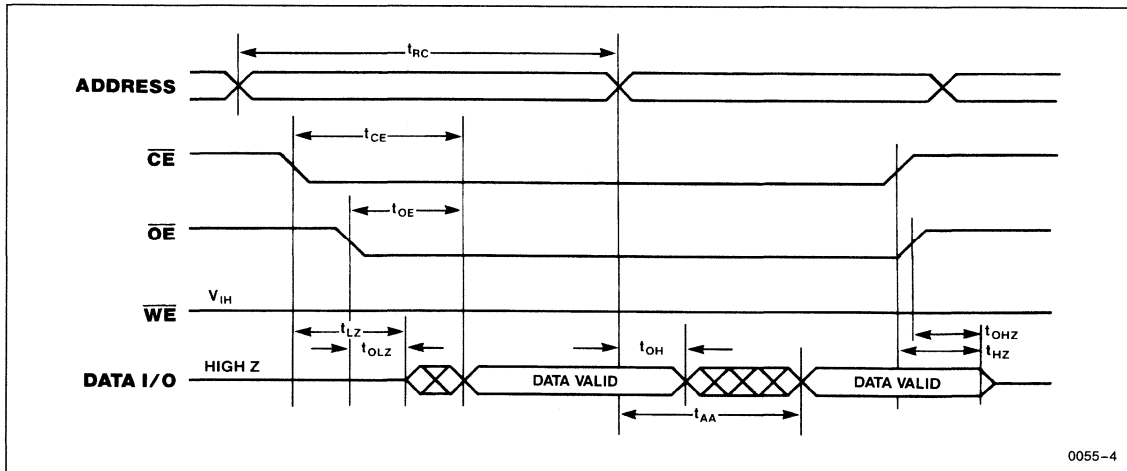 tRC
ADDRESS
tCE
CE
tOE
OE
VIH
WE
tLZ
tOHZ
tOLZ
tOH
tHZ
HIGH Z
DATA I/O
DATA VALID
DATA VALID
tAA
0055-4